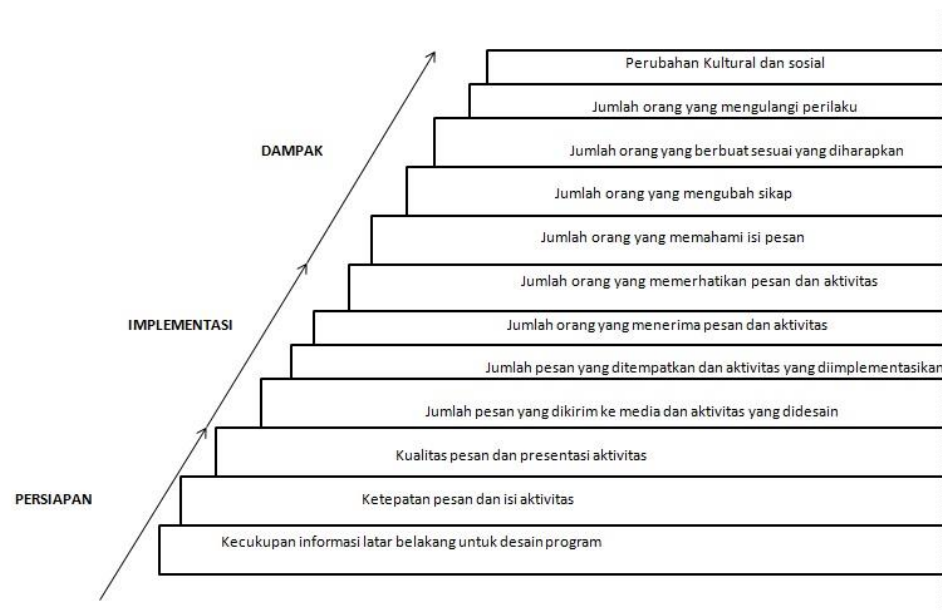 Perubahan Kultural dan sosial
Jumlah orang yang mengulangi perilaku
DAMPAK
Jumlah orang yang berbuat sesuai yang diharapkan
Jumlah orang yang mengubah sikap
Jumlah orang yang memahami isi pesan
Jumlah orang yang memerhatikan pesan dan aktivitas
IMPLEMENTASI
Jumlah orang yang menerima pesan dan aktivitas
Jumlah pesan yang ditempatkan dan aktivitas yang diimplementasikan
Jumlah pesan yang dikirim ke media dan aktivitas yang didesain
Kualitas pesan dan presentasi aktivitas
PERSIAPAN
Ketepatan pesan dan isi aktivitas
Kecukupan informasi latar belakang untuk desain program